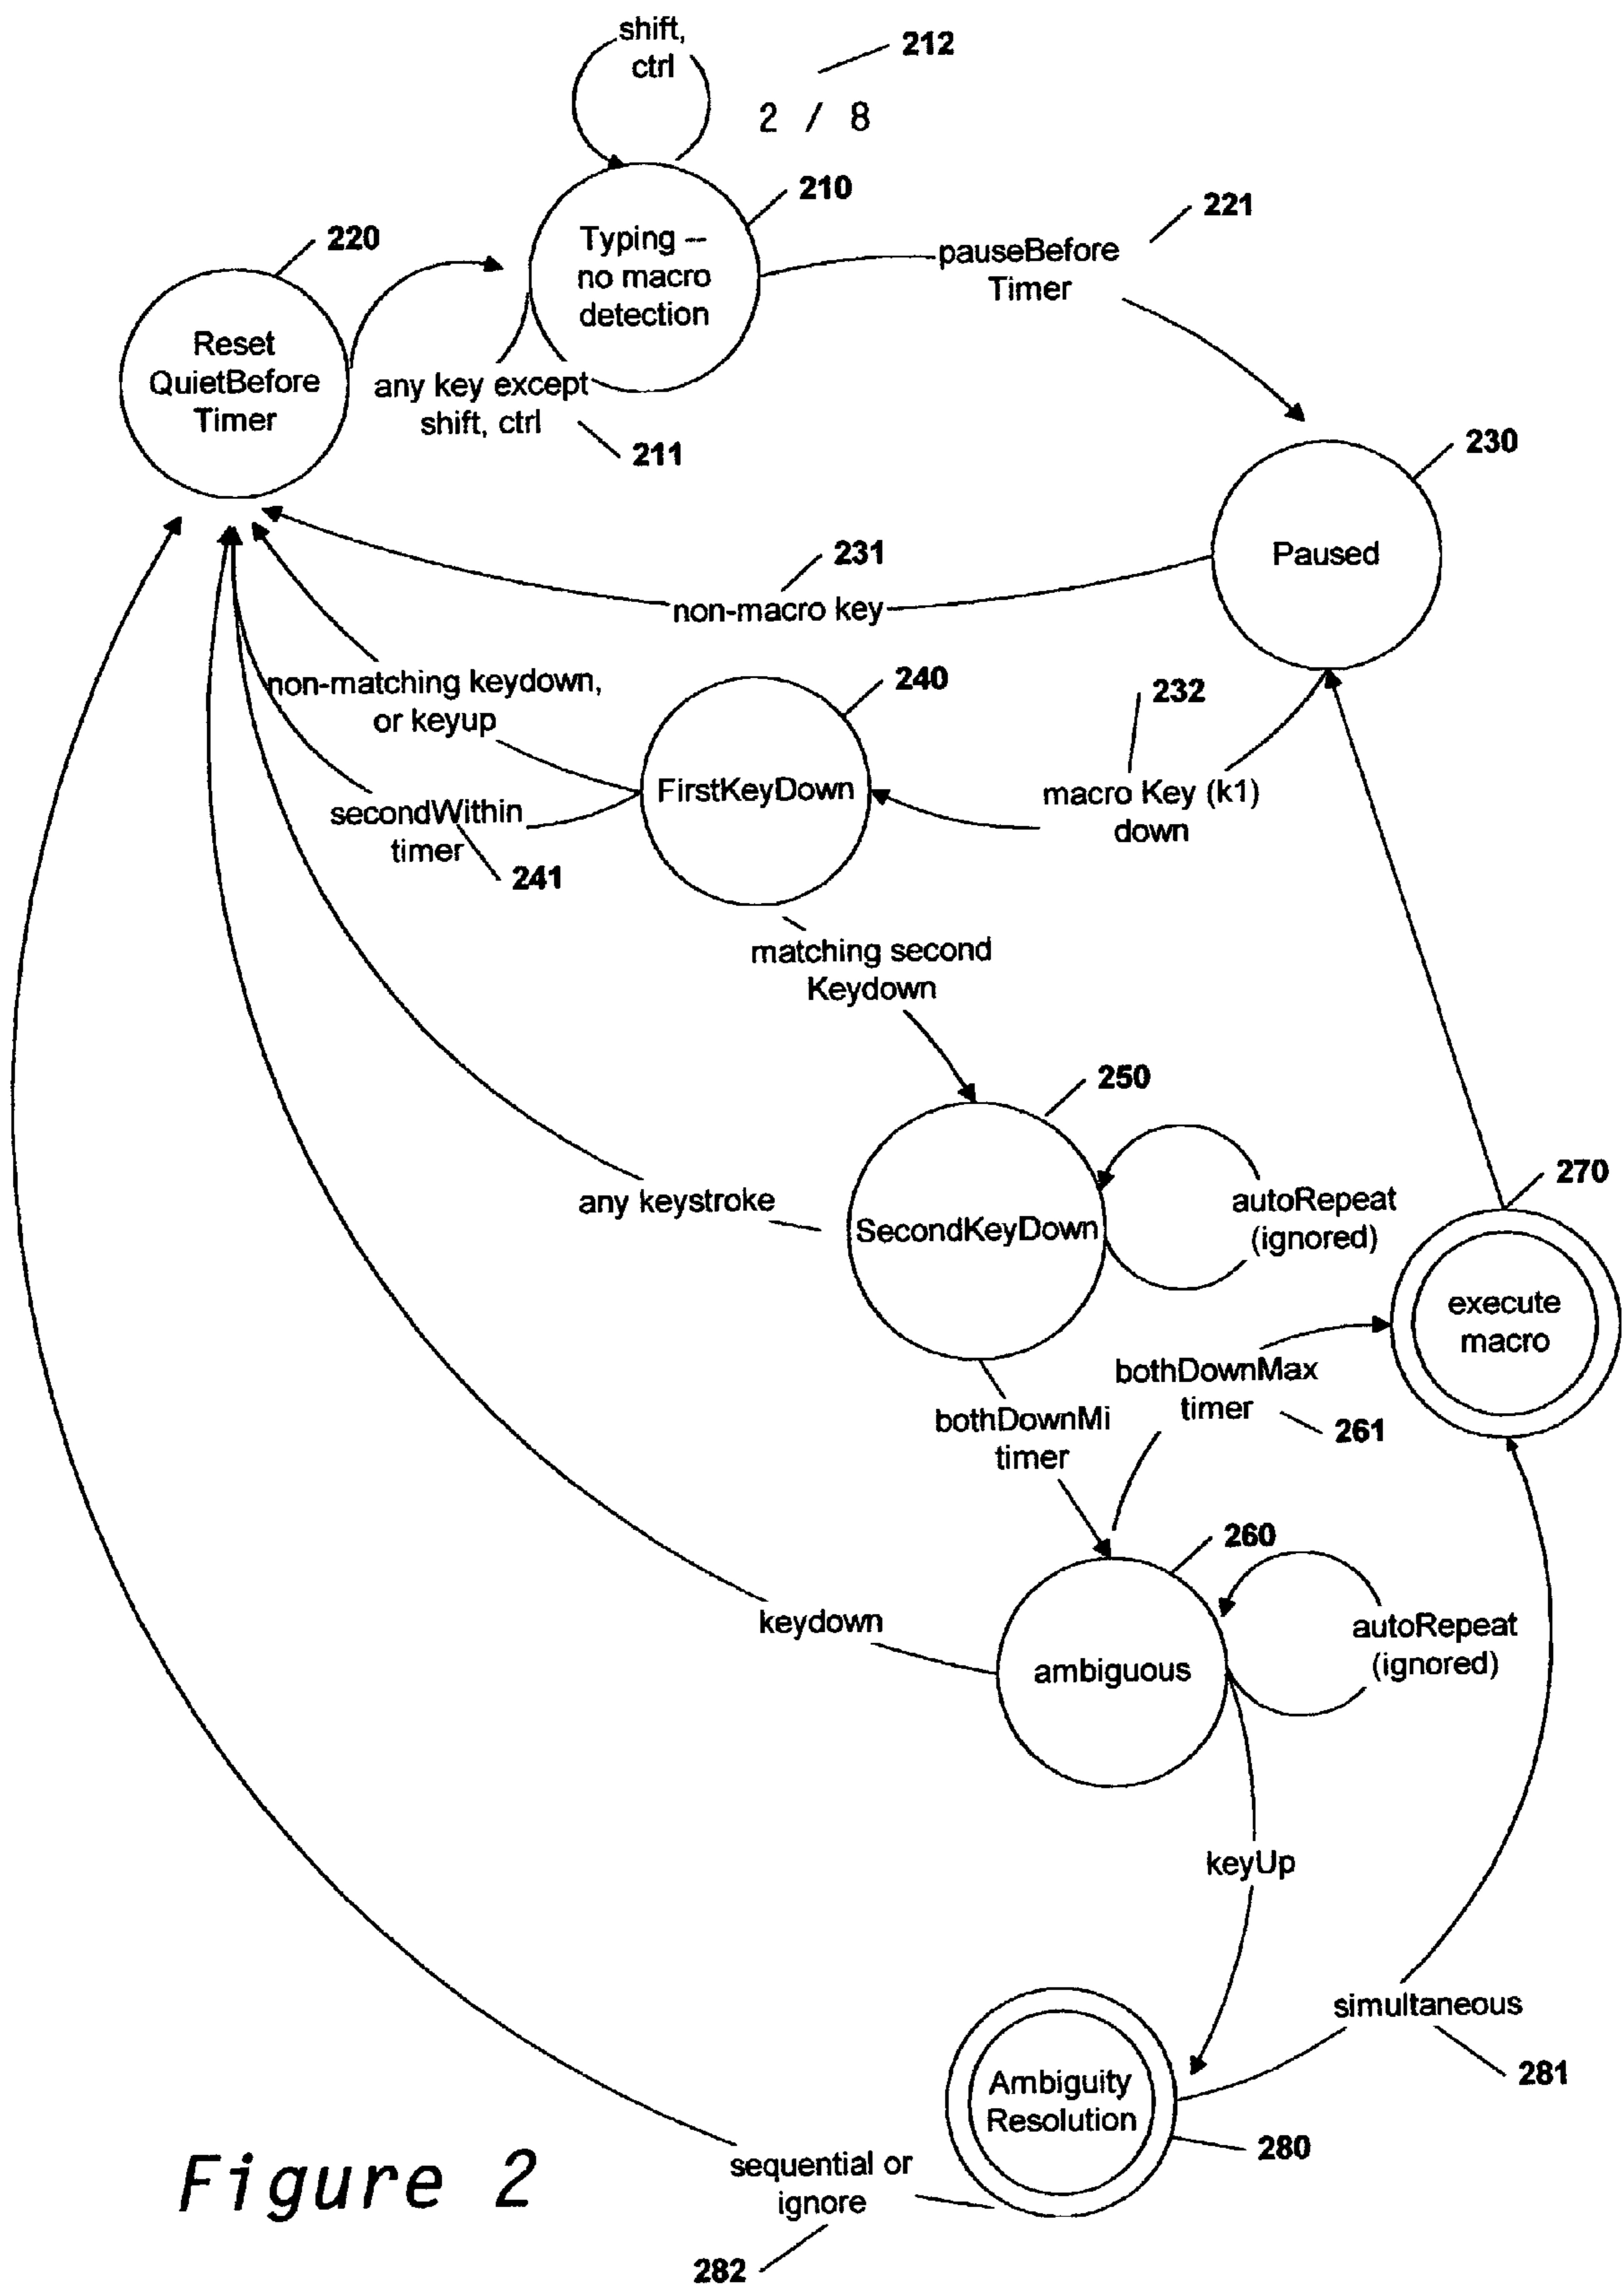 shift,
ctrl
212
2 / 8
210
Typing –
no macro
detection
221
pauseBefore
Timer
220
Reset
QuietBefore
Timer
any key except
shift, ctrl
211
230
Paused
231
non-macro key
non-matching keydown,
or keyup
240
232
FirstKeyDown
macro Key (k1)
down
secondWithin
timer
241
matching second
Keydown
250
any keystroke
SecondKeyDown
autoRepeat
(ignored)
270
execute
macro
bothDownMax
timer
261
bothDownMi
timer
260
keydown
ambiguous
autoRepeat
(ignored)
keyUp
simultaneous
281
Ambiguity
Resolution
280
sequential or
ignore
282
Figure 2